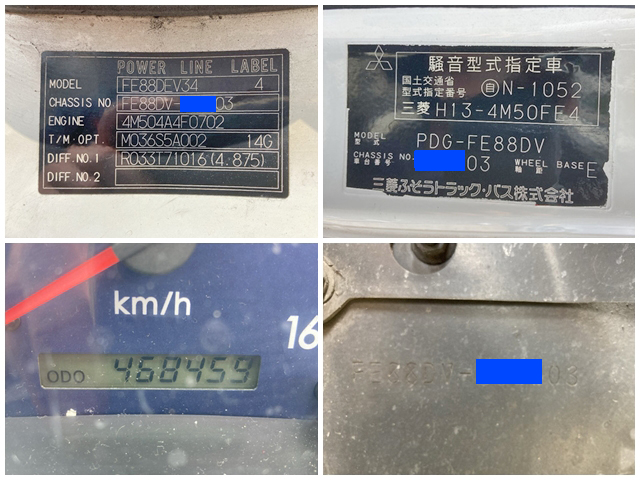 POWER LINE LABEL
MODEL FE88DEV34 4
CHASSIS NO. FE88DV- 03
ENGINE 4M504A4F0702
T/M・OPT. M036S5A002 14G
DIFF.NO.1 R033T71016(4.875)
DIFF.NO.2
騒音型式指定車
国土交通省
型式指定番号 自N-1052
三菱 H13-4M50FE4
MODEL
型式 PDG-FE88DV
CHASSIS NO.
車台番号 03 WHEEL BASE
軸距 E
三菱ふそうトラック・バス株式会社
km/h
16
ODO 468459
FE88DV- 03